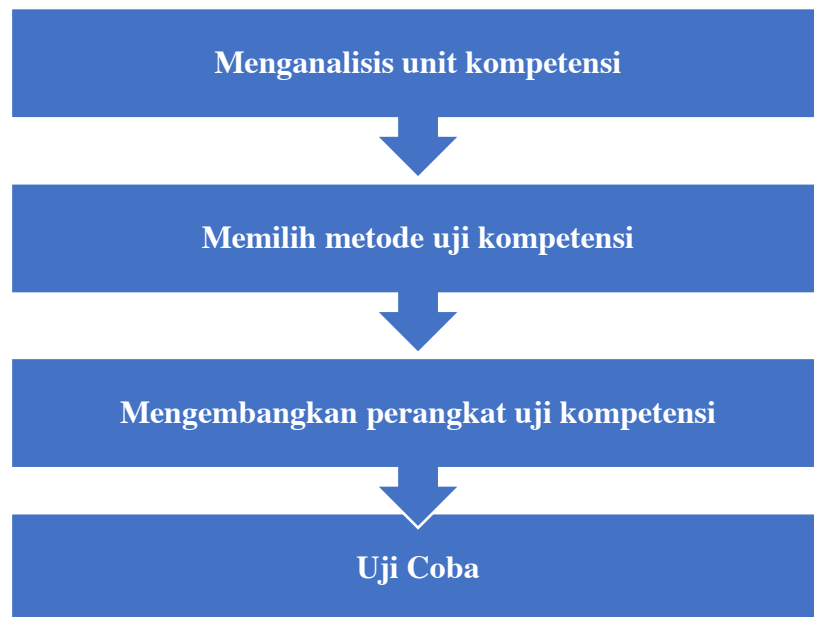 Menganalisis unit kompetensi
Memilih metode uji kompetensi
Mengembangkan perangkat uji kompetensi
Uji Coba